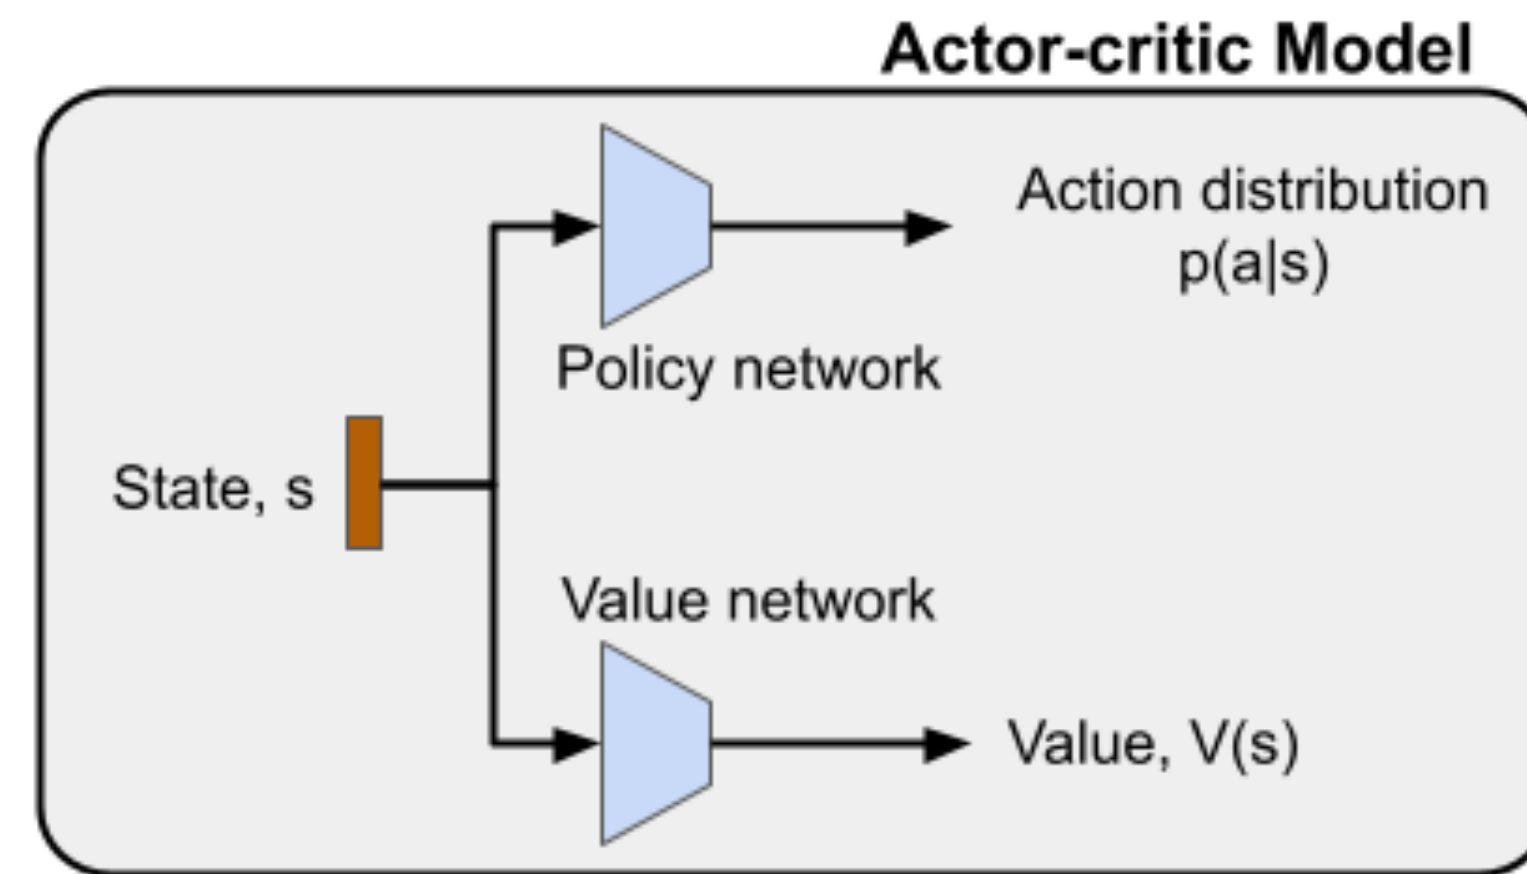 Actor-critic Model
Action distribution
p(a|s)
Policy network
State, s
Value network
Value, V(s)